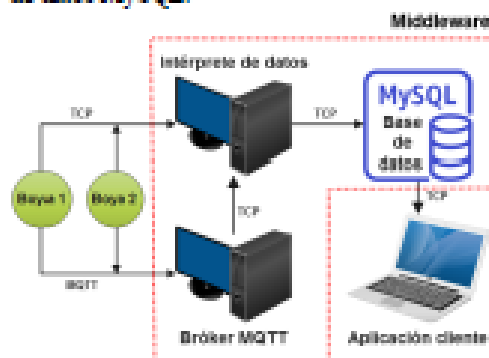 Middleware
Intérprete de datos
TCP
TCP
MySQL
Base
de
datos
Boya 1
Boya 2
TCP
TCP
MQTT
Bróker MQTT
Aplicación cliente